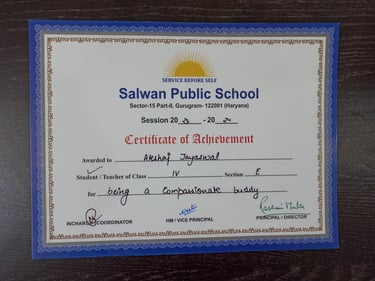 SERVICE BEFORE SELF
Salwan Public School
Sector-15 Part-II, Gurugram- 122001 (Haryana)
Session 20 - 20
Certificate of Achievement
Awarded to Akshaj Jayaswal
Student / Teacher of Class IV Section E
for being a Compassionate buddy
INCHARGE/COORDINATOR HM / VICE PRINCIPAL PRINCIPAL / DIRECTOR